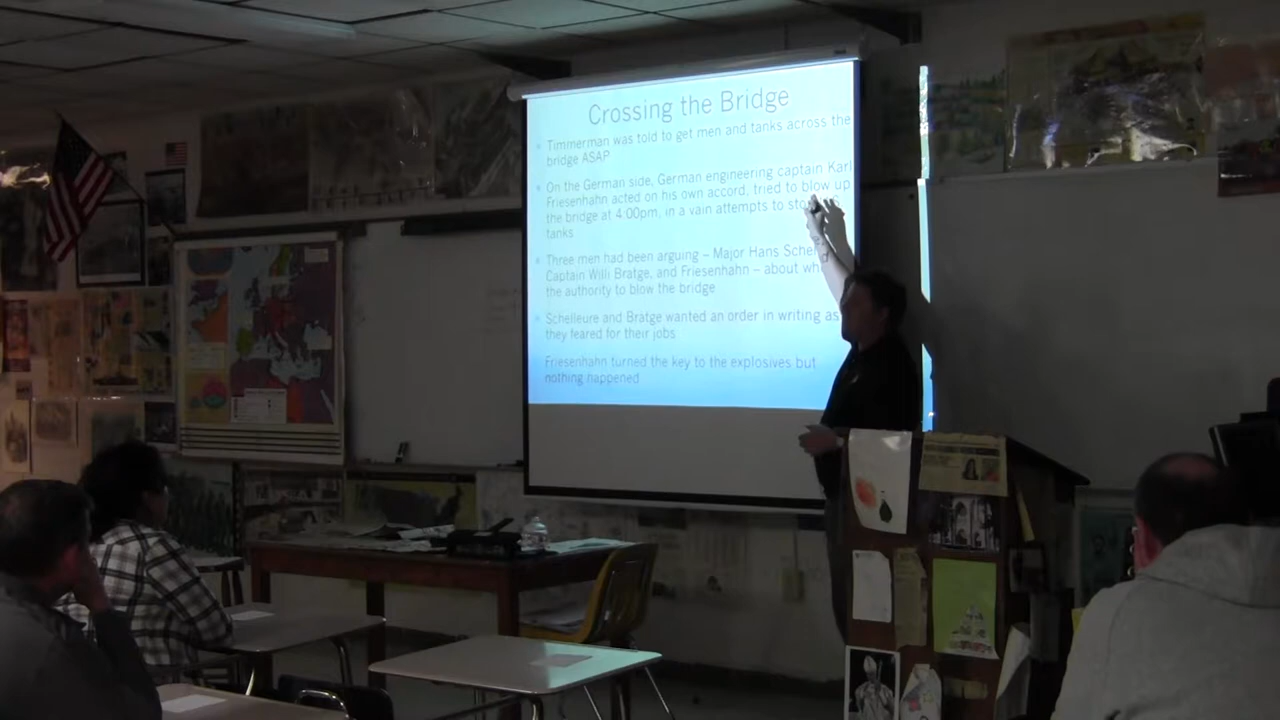 Crossing the Bridge
Timmerman was told to get men and tanks across the
bridge ASAP
On the German side, German engineering captain Karl
Friesenhahn acted on his own accord, tried to blow up
the bridge at 4:00pm, in a vain attempts to
tanks
Three men had been arguing – Major Hans
Captain Willi Bratge, and Friesenhahn – about
the authority to blow the bridge
Schelleure and Bratge wanted an order in writing as
they feared for their jobs
Friesenhahn turned the key to the explosives but
nothing happened